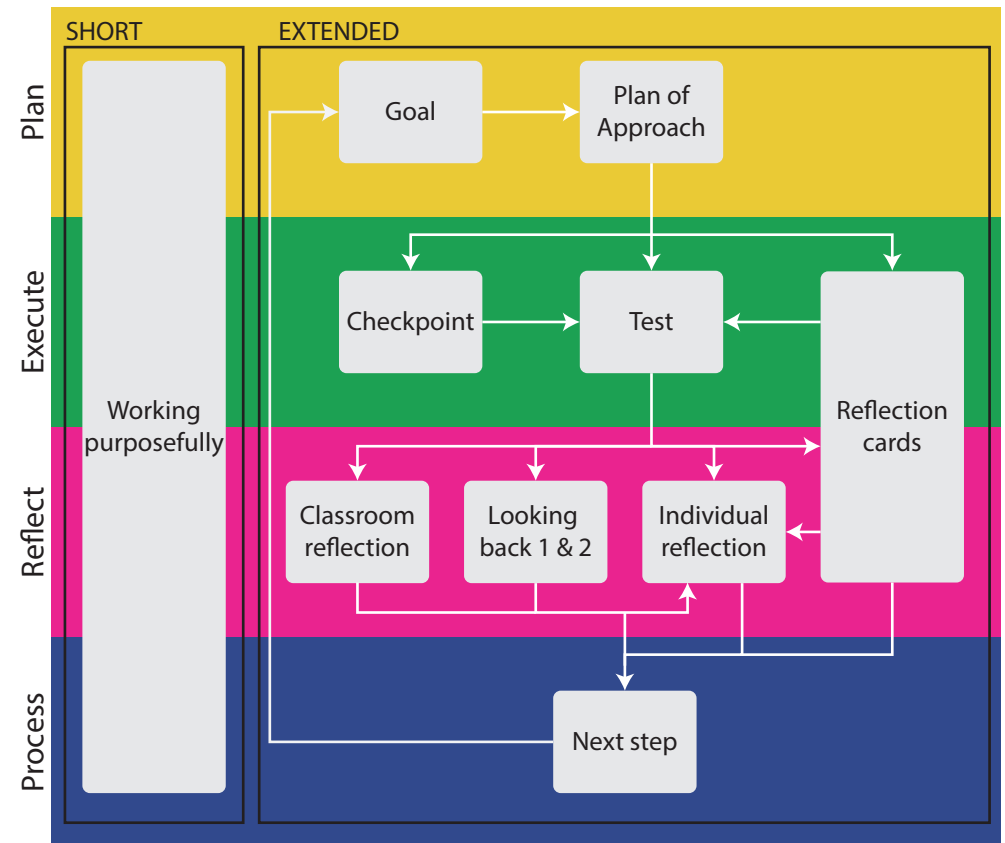 SHORT
EXTENDED
Plan
Goal
Plan of
Approach
Execute
Checkpoint
Test
Working
purposefully
Reflection
cards
Reflect
Classroom
reflection
Looking
back 1 & 2
Individual
reflection
Process
Next step